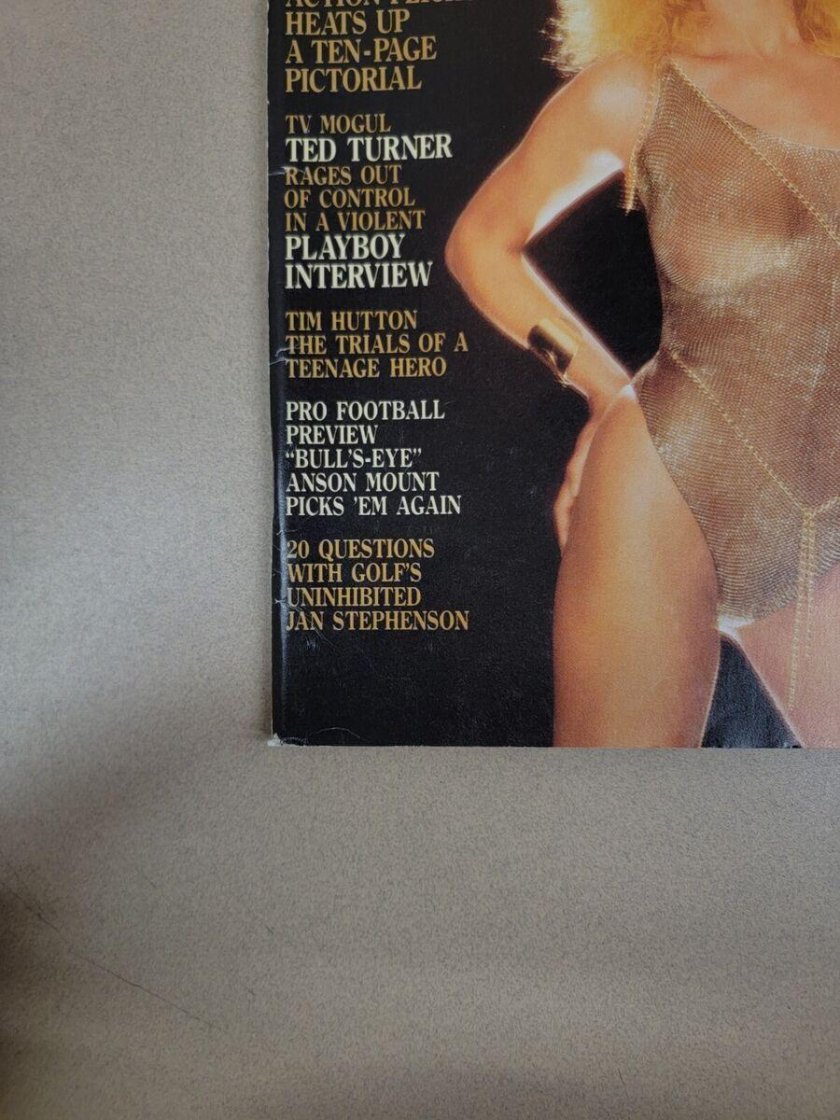 HEATS UP
A TEN-PAGE
PICTORIAL
TV MOGUL
TED TURNER
RAGES OUT
OF CONTROL
IN A VIOLENT
PLAYBOY
INTERVIEW
TIM HUTTON
THE TRIALS OF A
TEENAGE HERO
PRO FOOTBALL
PREVIEW
"BULL'S-EYE"
ANSON MOUNT
PICKS 'EM AGAIN
20 QUESTIONS
WITH GOLF'S
UNINHIBITED
JAN STEPHENSON